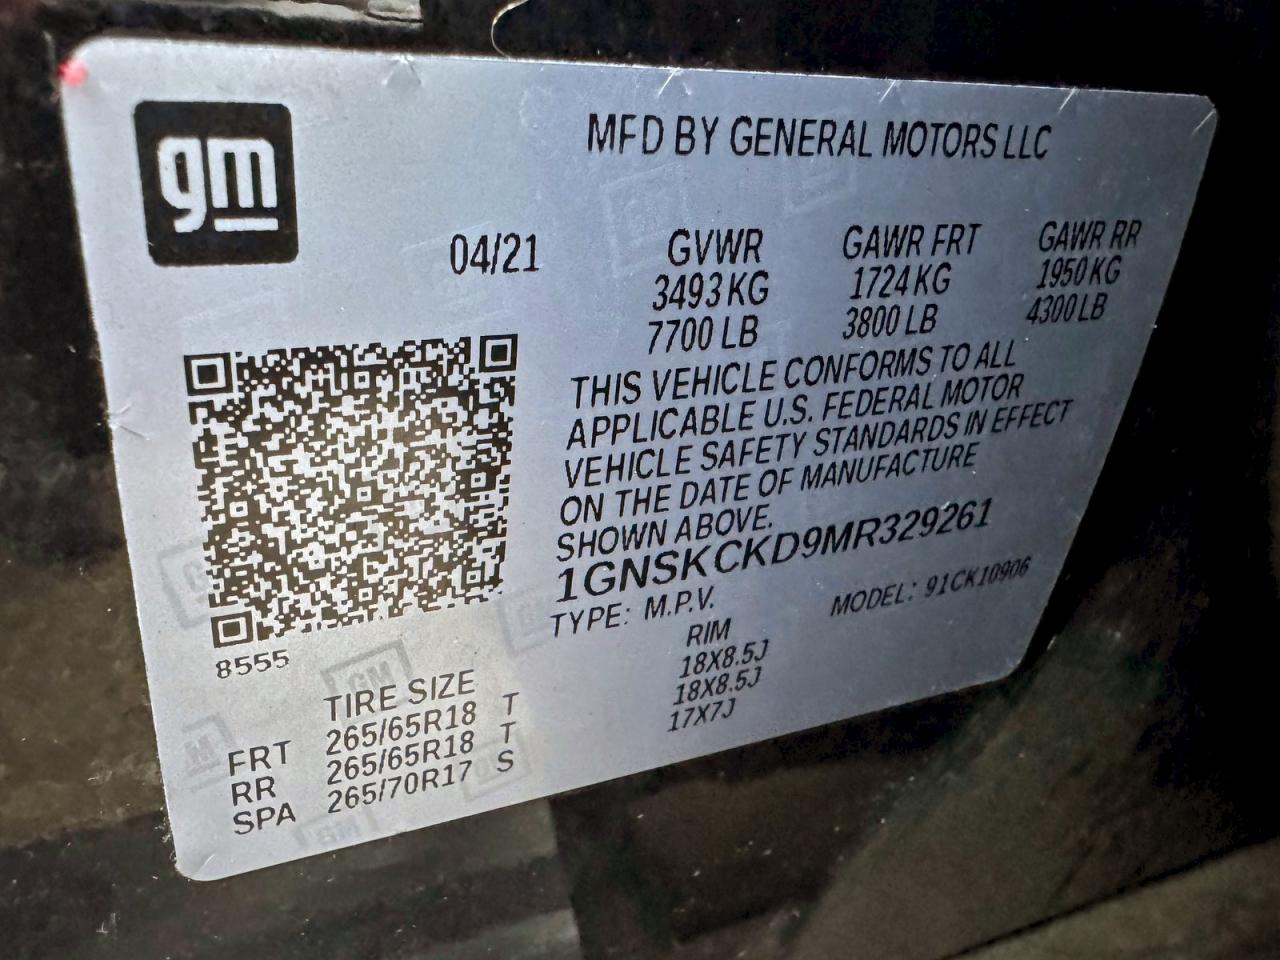 gm
MFD BY GENERAL MOTORS LLC
04/21
GVWR GAWR FRT GAWR RR
3493 KG 1724 KG 1950 KG
7700 LB 3800 LB 4300 LB
THIS VEHICLE CONFORMS TO ALL
APPLICABLE U.S. FEDERAL MOTOR
VEHICLE SAFETY STANDARDS IN EFFECT
ON THE DATE OF MANUFACTURE
SHOWN ABOVE.
1GNSKCKD9MR329261
TYPE: M.P.V. MODEL: 91CK10906
8555
TIRE SIZE RIM
FRT 265/65R18 T 18X8.5J
RR 265/65R18 T 18X8.5J
SPA 265/70R17 S 17X7J
GM